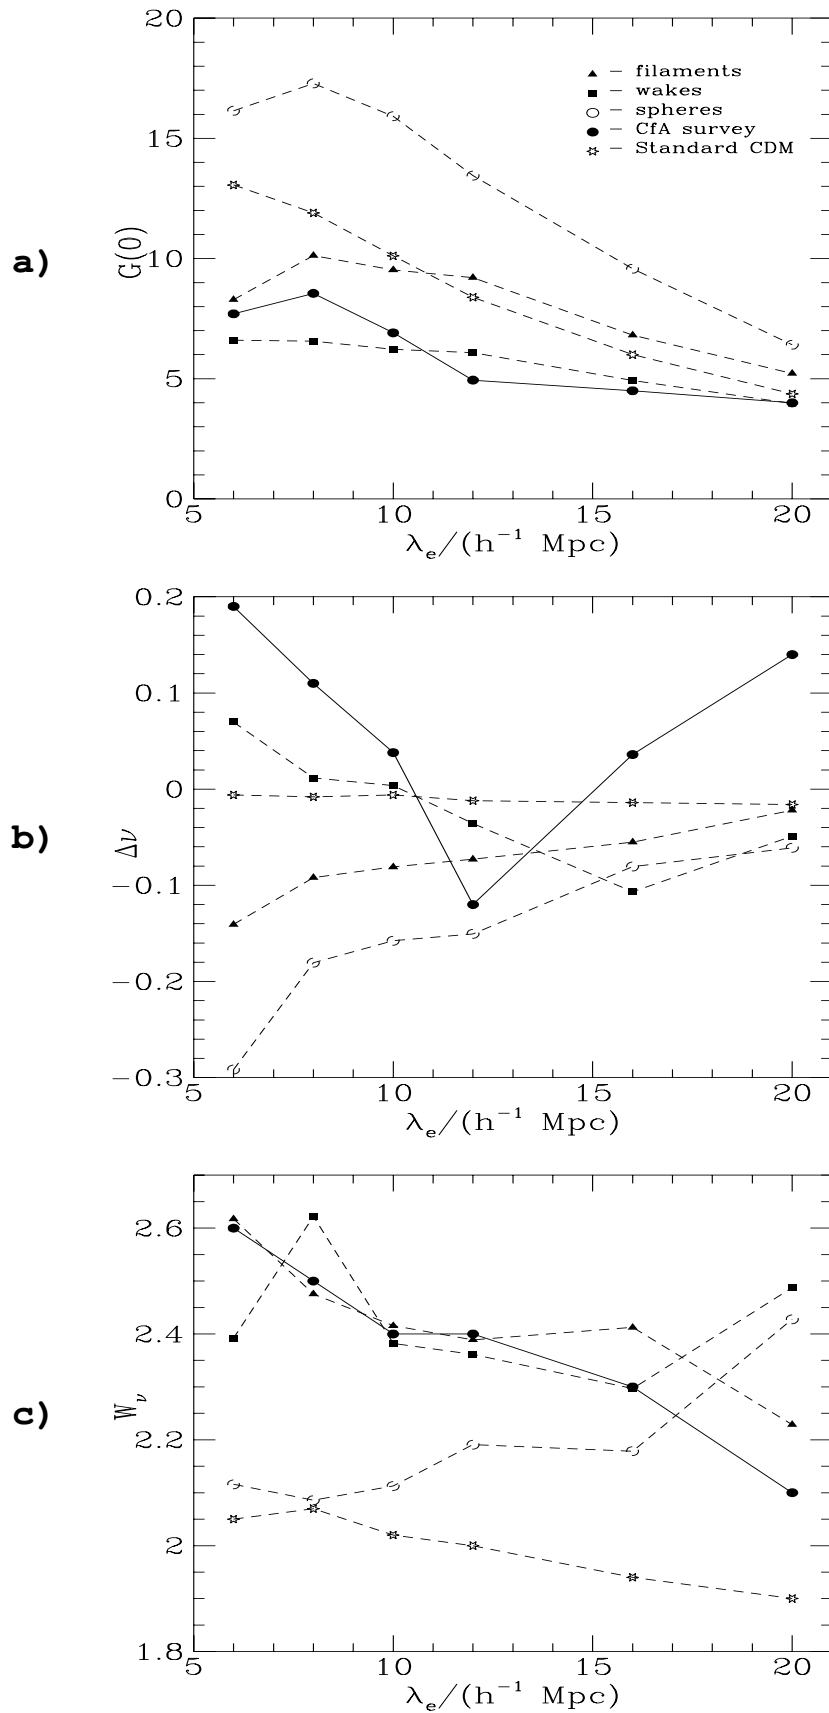 20
▲ – filaments
■ – wakes
○ – spheres
● – CfA survey
☆ – Standard CDM
15
a)
G(0)
10
5
0
5 10 15 20
λₑ/(h⁻¹ Mpc)
0.2
0.1
0
b)
Δν
−0.1
−0.2
−0.3
5 10 15 20
λₑ/(h⁻¹ Mpc)
2.6
2.4
c)
W_ν
2.2
2
1.8
5 10 15 20
λₑ/(h⁻¹ Mpc)